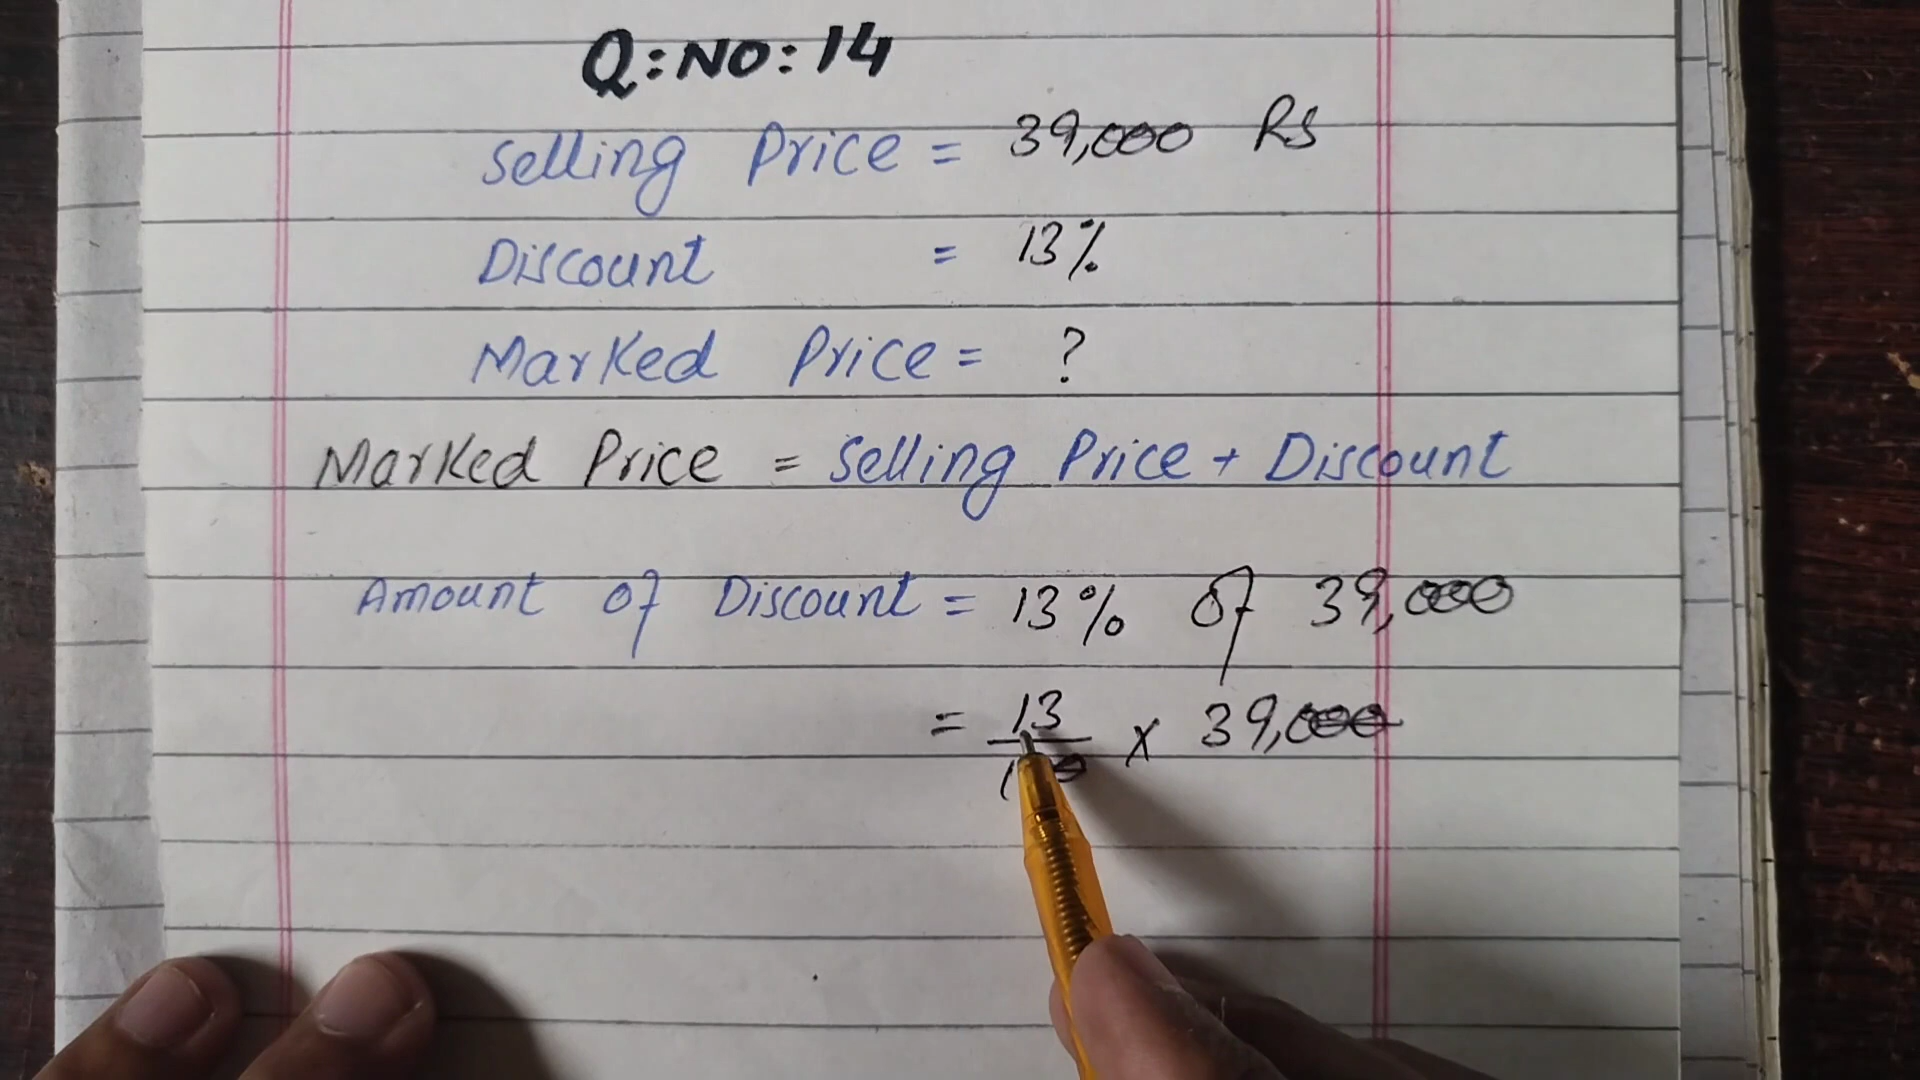 Q:NO:14
Selling Price = 39,000 Rs
Discount = 13%
Marked Price = ?
Marked Price = Selling Price + Discount
Amount of Discount = 13% of 39,000
= 13/100 x 39,000